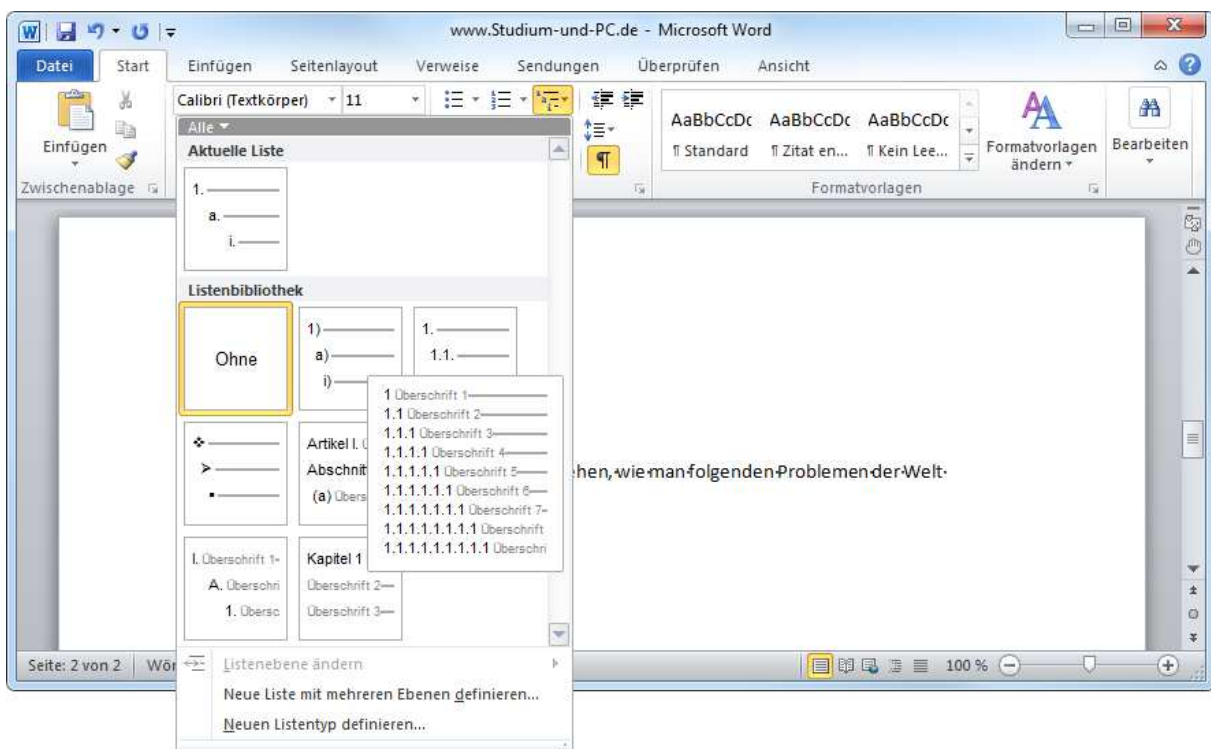 www.Studium-und-PC.de - Microsoft Word
Datei Start Einfügen Seitenlayout Verweise Sendungen Überprüfen Ansicht
Calibri (Textkörper) 11
Einfügen
Zwischenablage
AaBbCcDc AaBbCcDc AaBbCcDc
¶ Standard ¶ Zitat en... ¶ Kein Lee...
Formatvorlagen ändern
Bearbeiten
Formatvorlagen
Alle
Aktuelle Liste
1.
a.
i.
Listenbibliothek
Ohne
1)
a)
i)
1.
1.1.
1 Überschrift 1
1.1 Überschrift 2
1.1.1 Überschrift 3
1.1.1.1 Überschrift 4
1.1.1.1.1 Überschrift 5
1.1.1.1.1.1 Überschrift 6
1.1.1.1.1.1.1 Überschrift 7
1.1.1.1.1.1.1.1 Überschrift
1.1.1.1.1.1.1.1.1 Überschri
Artikel I.
Abschnit
(a) Übers
hen, wie man folgenden Problemen der Welt
I. Überschrift 1
A. Überschri
1. Übersc
Kapitel 1
Überschrift 2
Überschrift 3
Listenebene ändern
Neue Liste mit mehreren Ebenen definieren...
Neuen Listentyp definieren...
Seite: 2 von 2 Wör
100 %